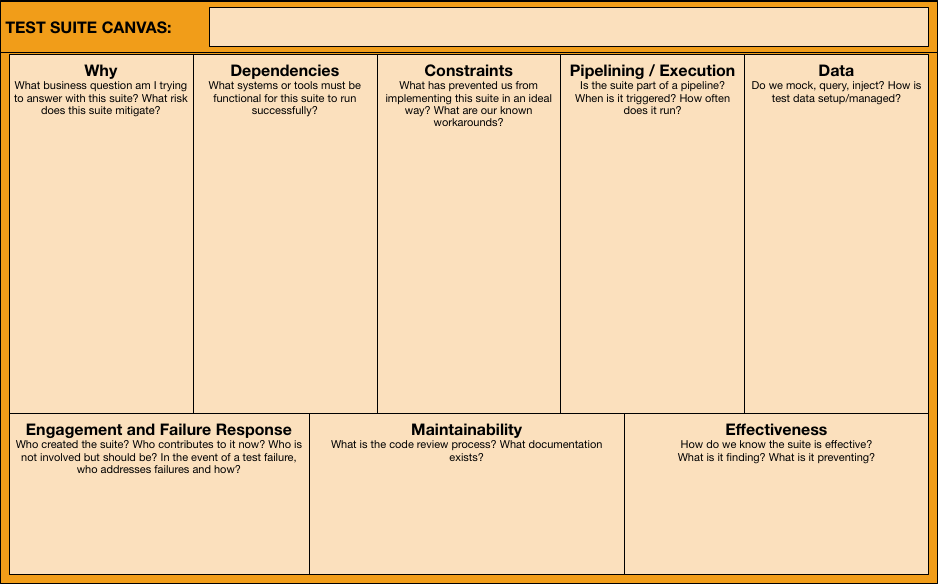 TEST SUITE CANVAS:
Why
What business question am I trying
to answer with this suite? What risk
does this suite mitigate?
Dependencies
What systems or tools must be
functional for this suite to run
successfully?
Constraints
What has prevented us from
implementing this suite in an ideal
way? What are our known
workarounds?
Pipelining / Execution
Is the suite part of a pipeline?
When is it triggered? How often
does it run?
Data
Do we mock, query, inject? How is
test data setup/managed?
Engagement and Failure Response
Who created the suite? Who contributes to it now? Who is
not involved but should be? In the event of a test failure,
who addresses failures and how?
Maintainability
What is the code review process? What documentation
exists?
Effectiveness
How do we know the suite is effective?
What is it finding? What is it preventing?